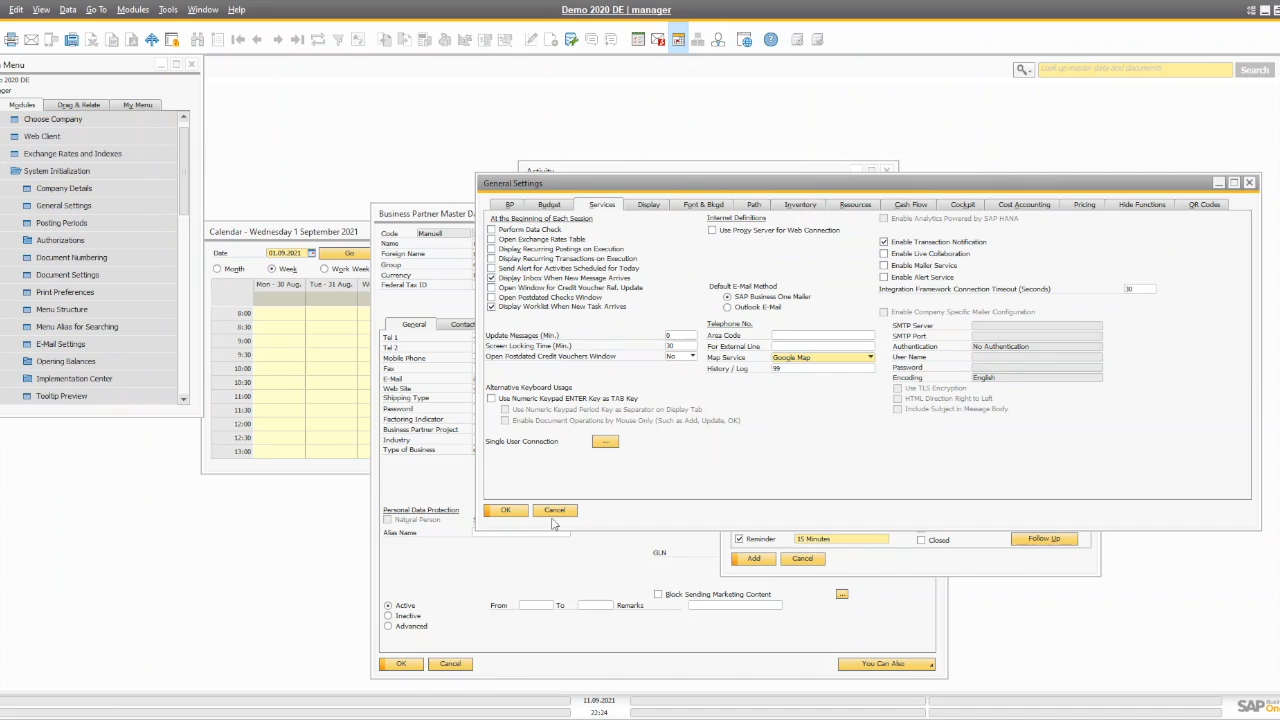 Edit View Data Go To Modules Tools Window Help
Demo 2020 DE | manager
Menu
Modules Drag & Relate My Menu
Choose Company
Web Client
Exchange Rates and Indexes
System Initialization
Company Details
General Settings
Posting Periods
Authorizations
Document Numbering
Document Settings
Print Preferences
Menu Structure
Menu Alias for Searching
E-Mail Settings
Opening Balances
Implementation Center
Tooltip Preview
Look up master data and documents
Search
Calendar - Wednesday 1 September 2021
Date 01.09.2021 Go
Month Week Work Week
Mon - 30. Aug. Tue - 31. Aug.
8:00
8:30
9:00
9:30
10:00
10:30
11:00
11:30
12:00
12:30
13:00
Activity
Business Partner Master Da
Code Manuell
Name
Foreign Name
Group
Currency
Federal Tax ID
General Contact
Tel 1
Tel 2
Mobile Phone
Fax
E-Mail
Web Site
Shipping Type
Password
Factoring Indicator
Business Partner Project
Industry
Type of Business
Personal Data Protection
Natural Person
Alias Name
GLN
Block Sending Marketing Content ...
Active From To Remarks
Inactive
Advanced
OK Cancel You Can Also
General Settings
BP Budget Services Display Font & Bkgd Path Inventory Resources Cash Flow Cockpit Cost Accounting Pricing Hide Functions QR Codes
At the Beginning of Each Session
Perform Data Check
Open Exchange Rates Table
Display Recurring Postings on Execution
Display Recurring Transactions on Execution
Send Alert for Activities Scheduled for Today
Display Inbox When New Message Arrives
Open Window for Credit Voucher Ref. Update
Open Postdated Checks Window
Display Worklist When New Task Arrives
Update Messages (Min.) 0
Screen Locking Time (Min.) 30
Open Postdated Credit Vouchers Window No
Alternative Keyboard Usage
Use Numeric Keypad ENTER Key as TAB Key
Use Numeric Keypad Period Key as Separator on Display Tab
Enable Document Operations by Mouse Only (Such as Add, Update, OK)
Single User Connection ...
OK Cancel
Internet Definitions
Use Proxy Server for Web Connection
Default E-Mail Method
SAP Business One Mailer
Outlook E-Mail
Telephone No.
Area Code
For External Line
Map Service Google Map
History / Log 99
Enable Analytics Powered by SAP HANA
Enable Transaction Notification
Enable Live Collaboration
Enable Mailer Service
Enable Alert Service
Integration Framework Connection Timeout (Seconds) 30
Enable Company Specific Mailer Configuration
SMTP Server
SMTP Port
Authentication No Authentication
User Name
Password
Encoding English
Use TLS Encryption
HTML Direction Right to Left
Include Subject in Message Body
Reminder 15 Minutes Closed Follow Up
Add Cancel
11.09.2021
22:24
SAP